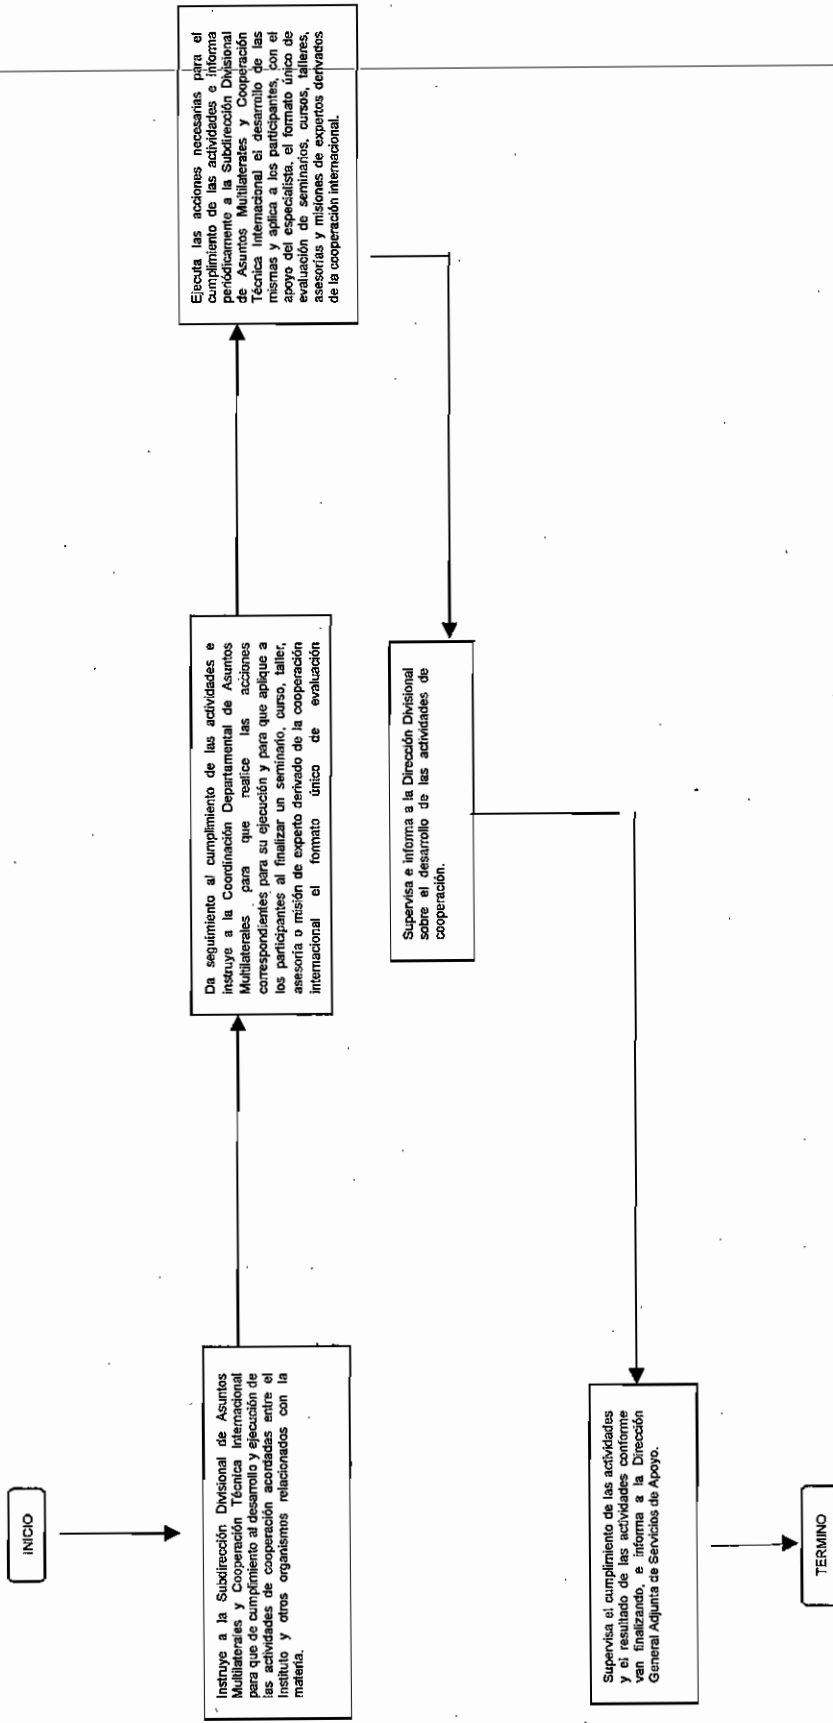 INICIO
Instruye a la Subdirección Divisional de Asuntos
Multilaterales y Cooperación Técnica Internacional
para que de cumplimiento al desarrollo y ejecución de
las actividades de cooperación acordadas entre el
Instituto y otros organismos relacionados con la
materia.
Da seguimiento al cumplimiento de las actividades e
instruye a la Coordinación Departamental de Asuntos
Multilaterales para que realice las acciones
correspondientes para su ejecución y para que aplique a
los participantes al finalizar un seminario, curso, taller,
asesoría o misión de experto derivado de la cooperación
internacional el formato único de evaluación
Ejecuta las acciones necesarias para el
cumplimiento de las actividades e informa
periódicamente a la Subdirección Divisional
de Asuntos Multilaterales y Cooperación
Técnica Internacional el desarrollo de las
mismas y aplica a los participantes, con el
apoyo del especialista, el formato único de
evaluación de seminarios, cursos, talleres,
asesorías y misiones de expertos derivados
de la cooperación internacional.
Supervisa e informa a la Dirección Divisional
sobre el desarrollo de las actividades de
cooperación.
Supervisa el cumplimiento de las actividades
y el resultado de las actividades conforme
van finalizando, e informa a la Dirección
General Adjunta de Servicios de Apoyo.
TERMINO